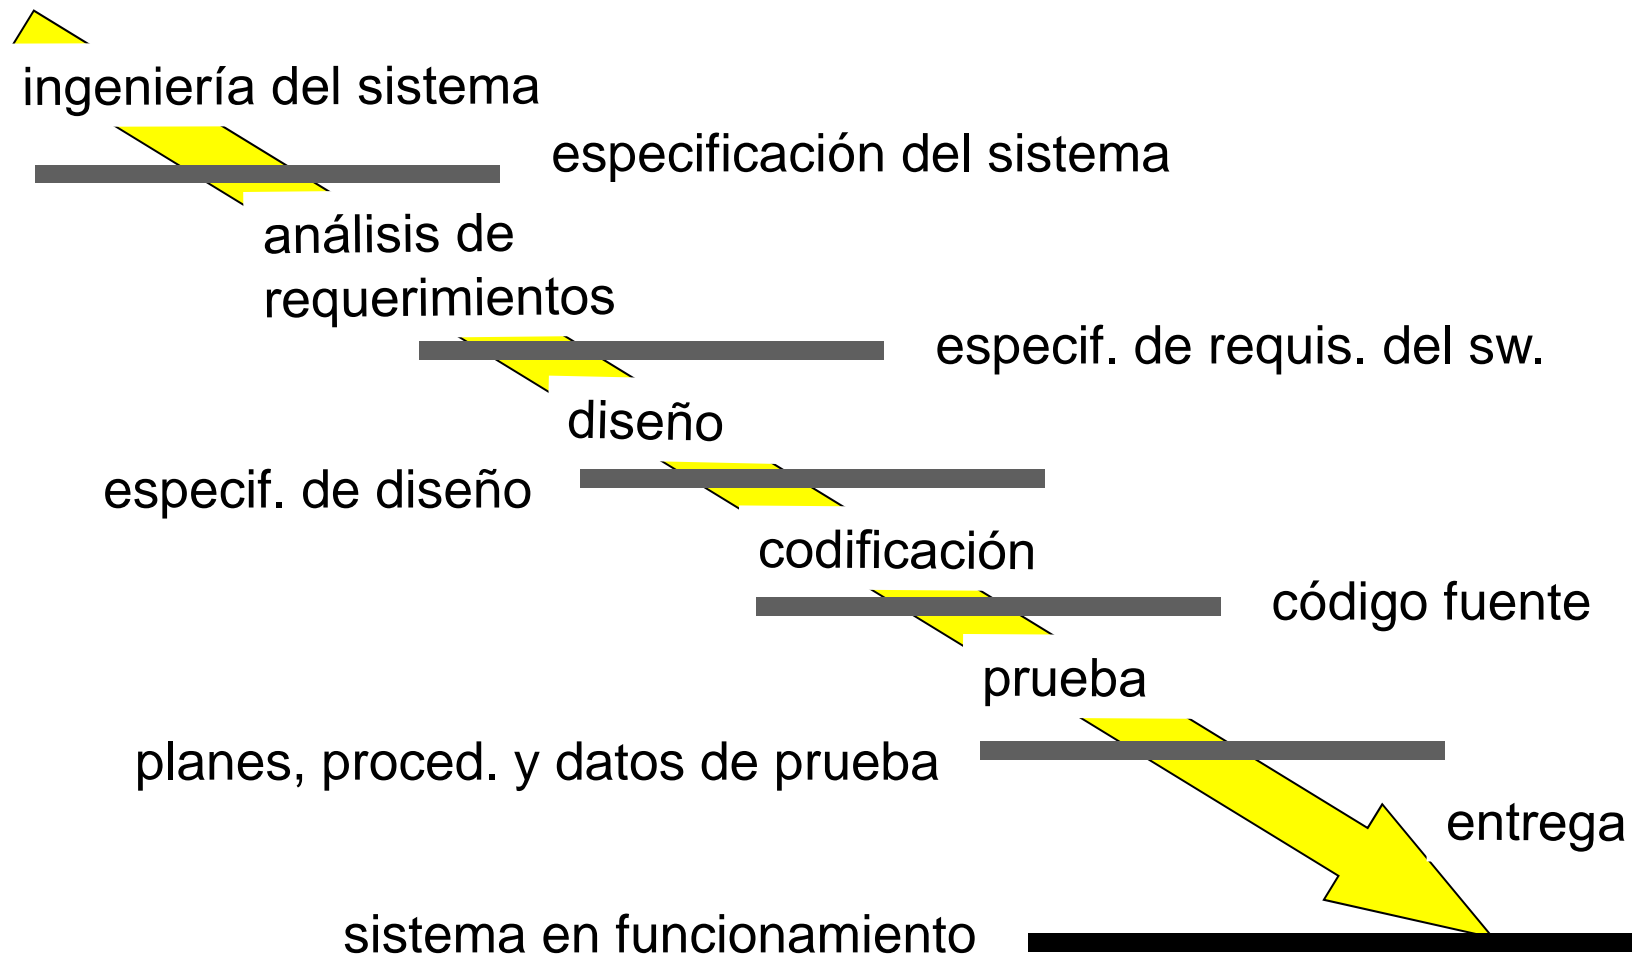 ingeniería del sistema
especificación del sistema
análisis de
requerimientos
especif. de requis. del sw.
diseño
especif. de diseño
codificación
código fuente
prueba
planes, proced. y datos de prueba
entrega
sistema en funcionamiento